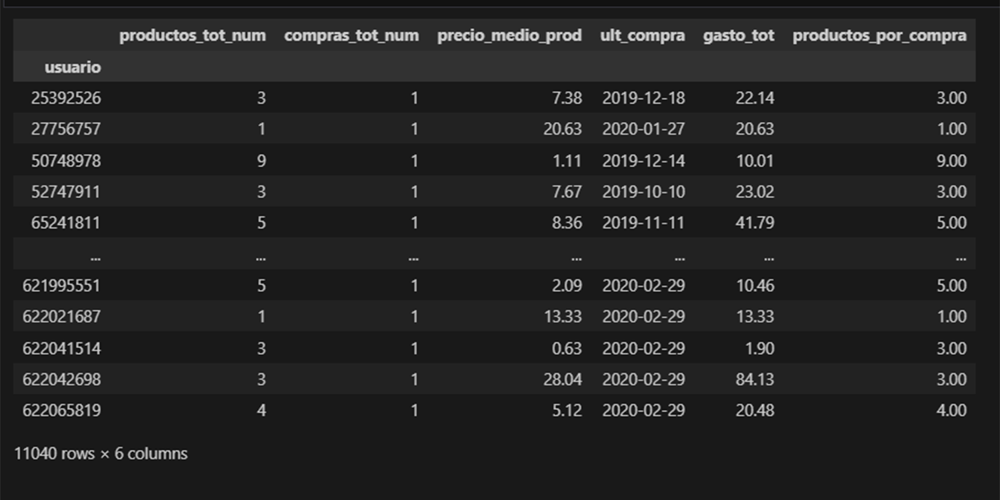 productos_tot_num compras_tot_num precio_medio_prod ult_compra gasto_tot productos_por_compra
usuario
25392526 3 1 7.38 2019-12-18 22.14 3.00
27756757 1 1 20.63 2020-01-27 20.63 1.00
50748978 9 1 1.11 2019-12-14 10.01 9.00
52747911 3 1 7.67 2019-10-10 23.02 3.00
65241811 5 1 8.36 2019-11-11 41.79 5.00
... ... ... ... ... ... ...
621995551 5 1 2.09 2020-02-29 10.46 5.00
622021687 1 1 13.33 2020-02-29 13.33 1.00
622041514 3 1 0.63 2020-02-29 1.90 3.00
622042698 3 1 28.04 2020-02-29 84.13 3.00
622065819 4 1 5.12 2020-02-29 20.48 4.00
11040 rows × 6 columns